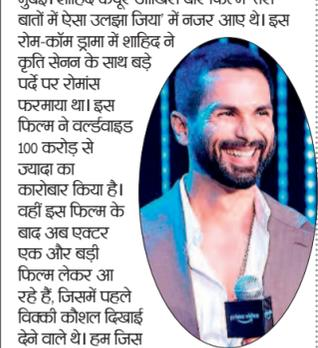 बातों में ऐसा उलझा जिया' में नजर आए थे। इस
रोम-कॉम ड्रामा में शाहिद ने
कृति सेनन के साथ बड़े
पर्दे पर रोमांस
फरमाया था। इस
फिल्म ने वर्ल्डवाइड
100 करोड़ से
ज्यादा का
कारोबार किया है।
वहीं इस फिल्म के
बाद अब एक्टर
एक और बड़ी
फिल्म लेकर आ
रहे हैं, जिसमें पहले
विक्की कौशल दिखाई
देने वाले थे। हम जिस
prime video